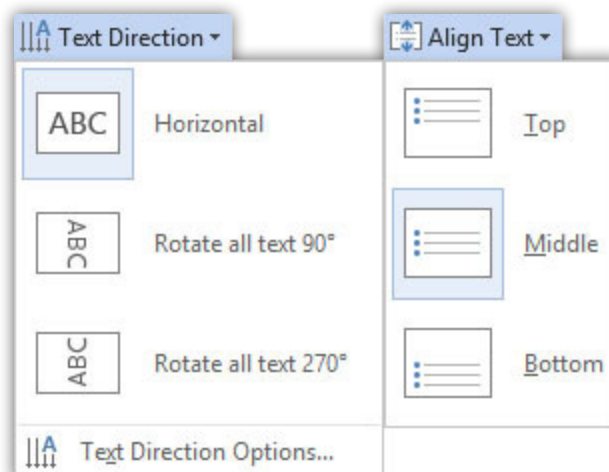 Text Direction
ABC Horizontal
ABC Rotate all text 90°
ABC Rotate all text 270°
Text Direction Options...
Align Text
Top
Middle
Bottom